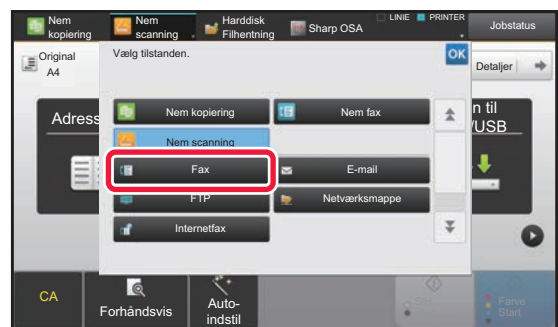 Nem kopiering
Nem scanning
Harddisk Filhentning
Sharp OSA
LINIE
PRINTER
Jobstatus
Original
A4
Vælg tilstanden.
OK
Detaljer
Adress
n til
/USB
Nem kopiering
Nem fax
Nem scanning
Fax
E-mail
FTP
Netværksmappe
Internetfax
CA
Forhåndsvis
Auto-
indstil
Farve
Start